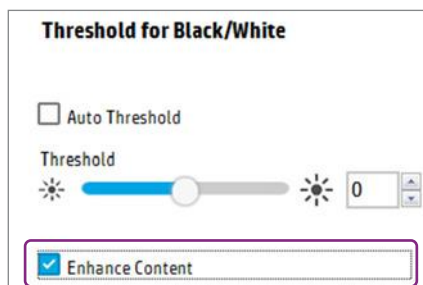 Threshold for Black/White
Auto Threshold
Threshold
0
Enhance Content